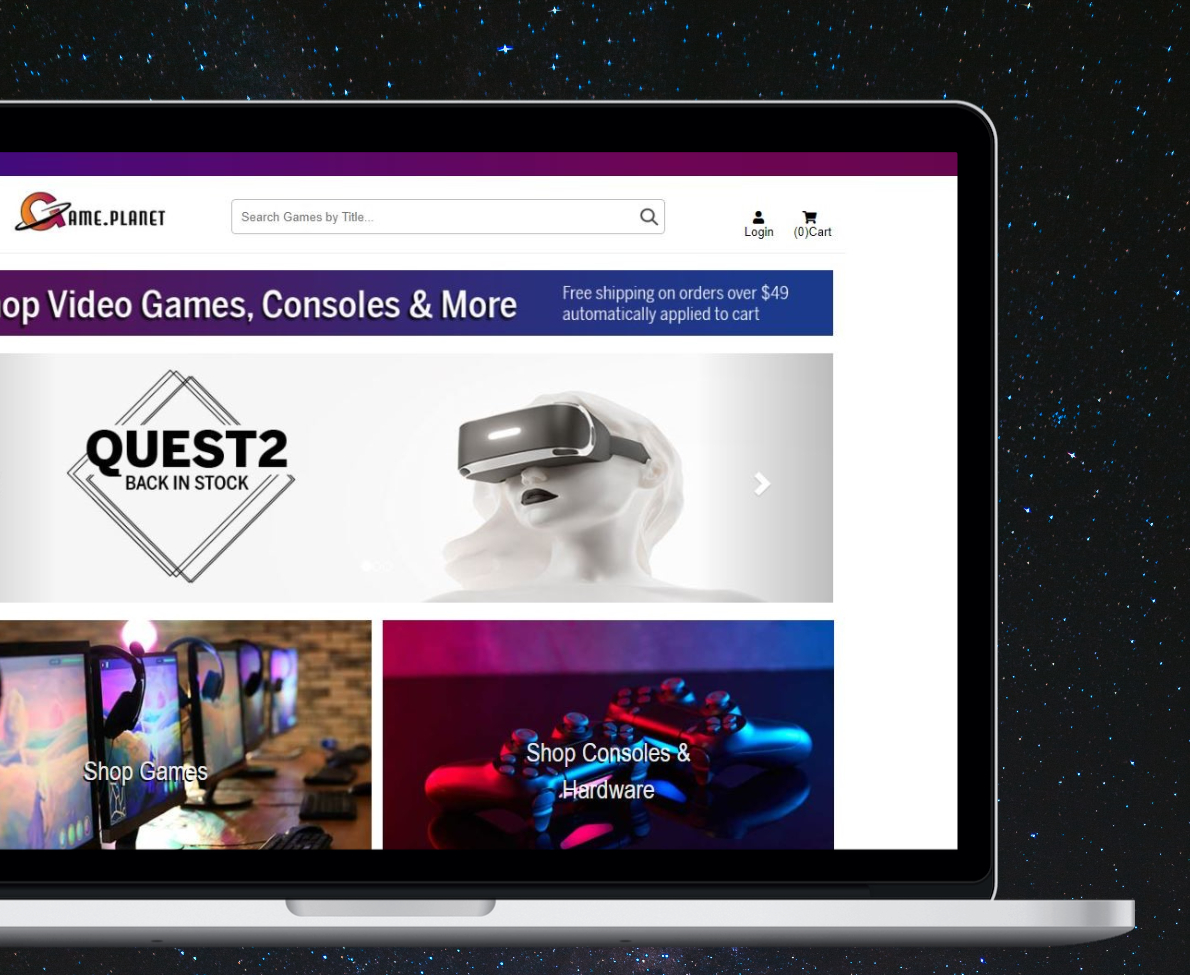 GAME.PLANET
Search Games by Title...
Login
(0)Cart
op Video Games, Consoles & More
Free shipping on orders over $49
automatically applied to cart
QUEST2
BACK IN STOCK
Shop Games
Shop Consoles &
Hardware